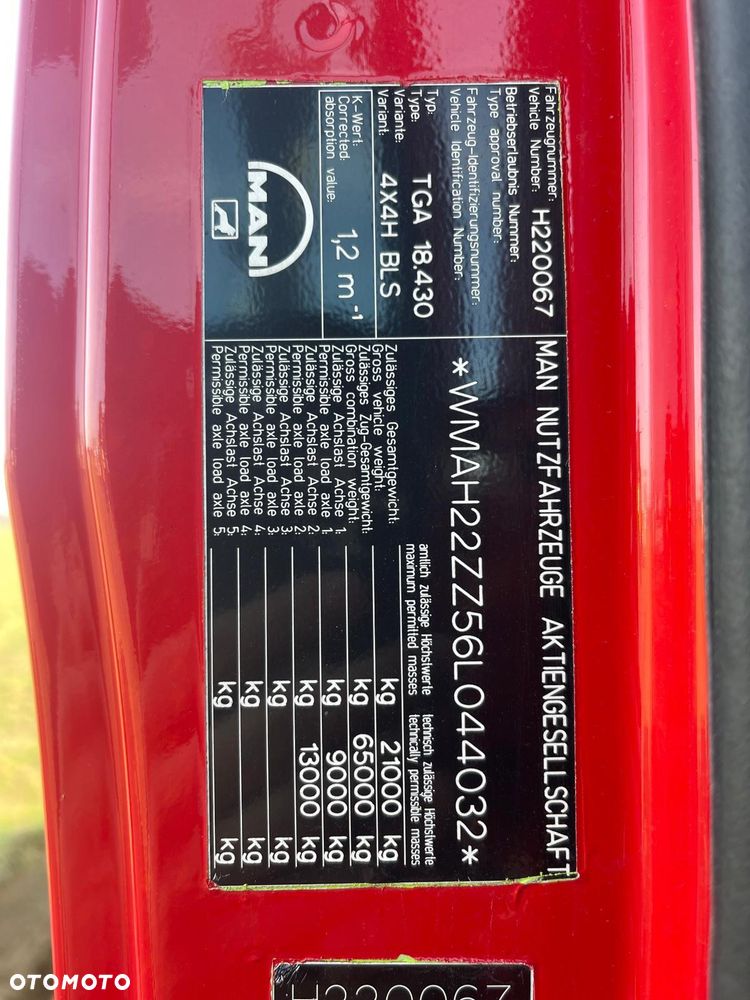 Fahrzeugnummer: MAN NUTZFAHRZEUGE AKTIENGESELLSCHAFT
Vehicle Number: H220067
Betriebserlaubnis Nummer:
Type approval number:
Fahrzeug-Identifizierungsnummer:
Vehicle Identification Number: *WMAH22ZZ56L044032*
Typ:
Type: TGA 18.430
Variante:
Variant: 4X4H BLS
K-Wert:
Corrected
absorption value: 1,2 m⁻¹
MAN
amtlich zulässige Höchstwerte technisch zulässige Höchstwerte
maximum permitted masses technically permissible masses
Zulässiges Gesamtgewicht:
Gross vehicle weight: kg 21000 kg
Zulässiges Zug-Gesamtgewicht:
Gross combination weight: kg 65000 kg
Zulässige Achslast Achse 1:
Permissible axle load axle 1: kg 9000 kg
Zulässige Achslast Achse 2:
Permissible axle load axle 2: kg 13000 kg
Zulässige Achslast Achse 3:
Permissible axle load axle 3: kg kg
Zulässige Achslast Achse 4:
Permissible axle load axle 4: kg kg
Zulässige Achslast Achse 5:
Permissible axle load axle 5: kg kg
H220067
OTOMOTO